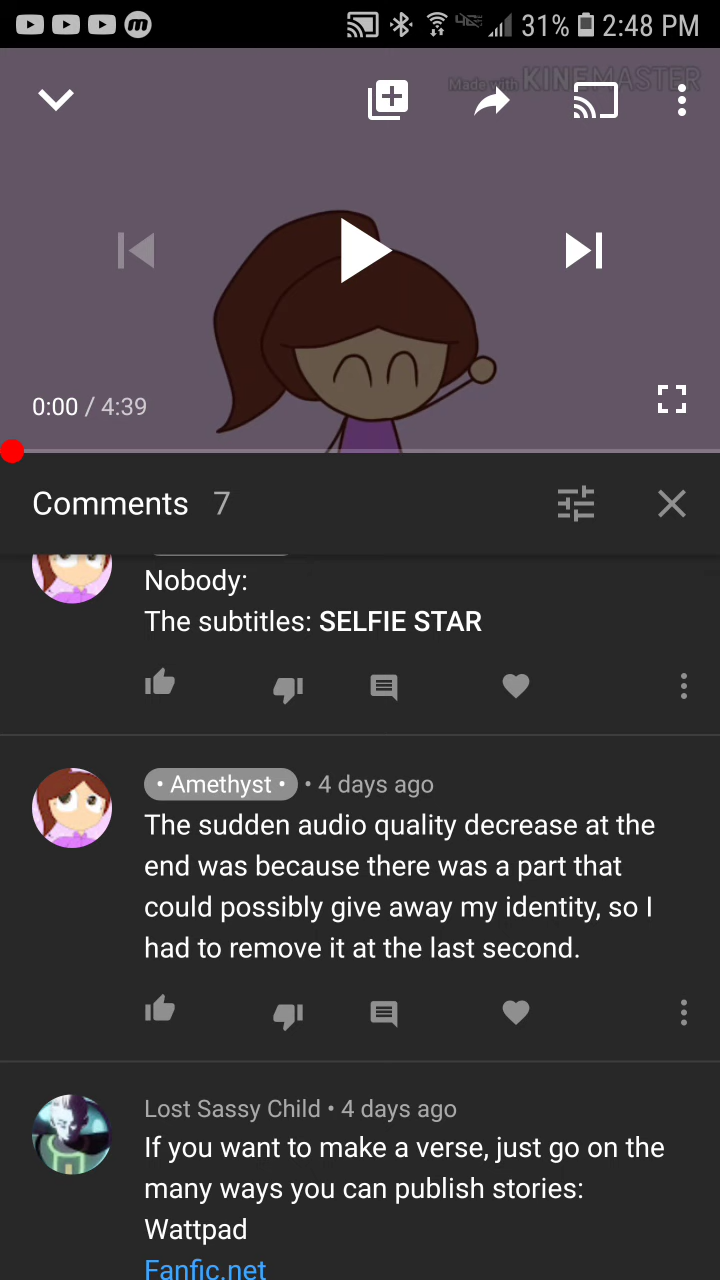 31% 2:48 PM
Made with KINEMASTER
0:00 / 4:39
Comments 7
Nobody:
The subtitles: SELFIE STAR
• Amethyst • • 4 days ago
The sudden audio quality decrease at the
end was because there was a part that
could possibly give away my identity, so I
had to remove it at the last second.
Lost Sassy Child • 4 days ago
If you want to make a verse, just go on the
many ways you can publish stories:
Wattpad
Fanfic.net